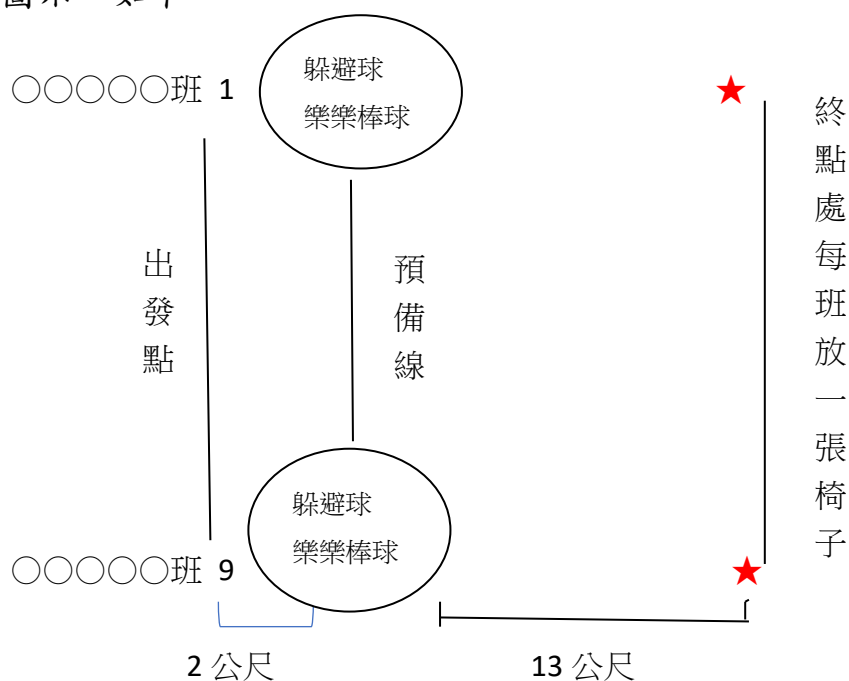 ○○○○○班 1
躲避球
樂樂棒球
出發點
預備線
終點處每班放一張椅子
躲避球
樂樂棒球
○○○○○班 9
2 公尺
13 公尺